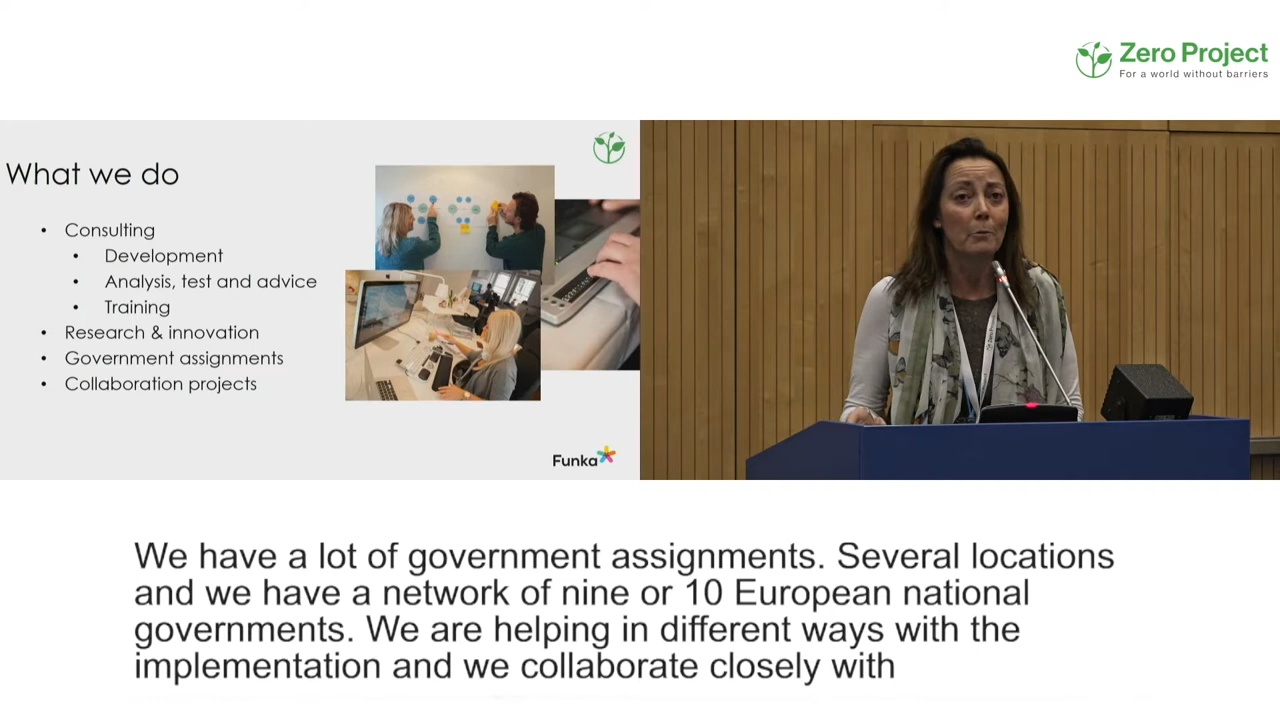 Zero Project
For a world without barriers
What we do
• Consulting
• Development
• Analysis, test and advice
• Training
• Research & innovation
• Government assignments
• Collaboration projects
Funka
We have a lot of government assignments. Several locations
and we have a network of nine or 10 European national
governments. We are helping in different ways with the
implementation and we collaborate closely with